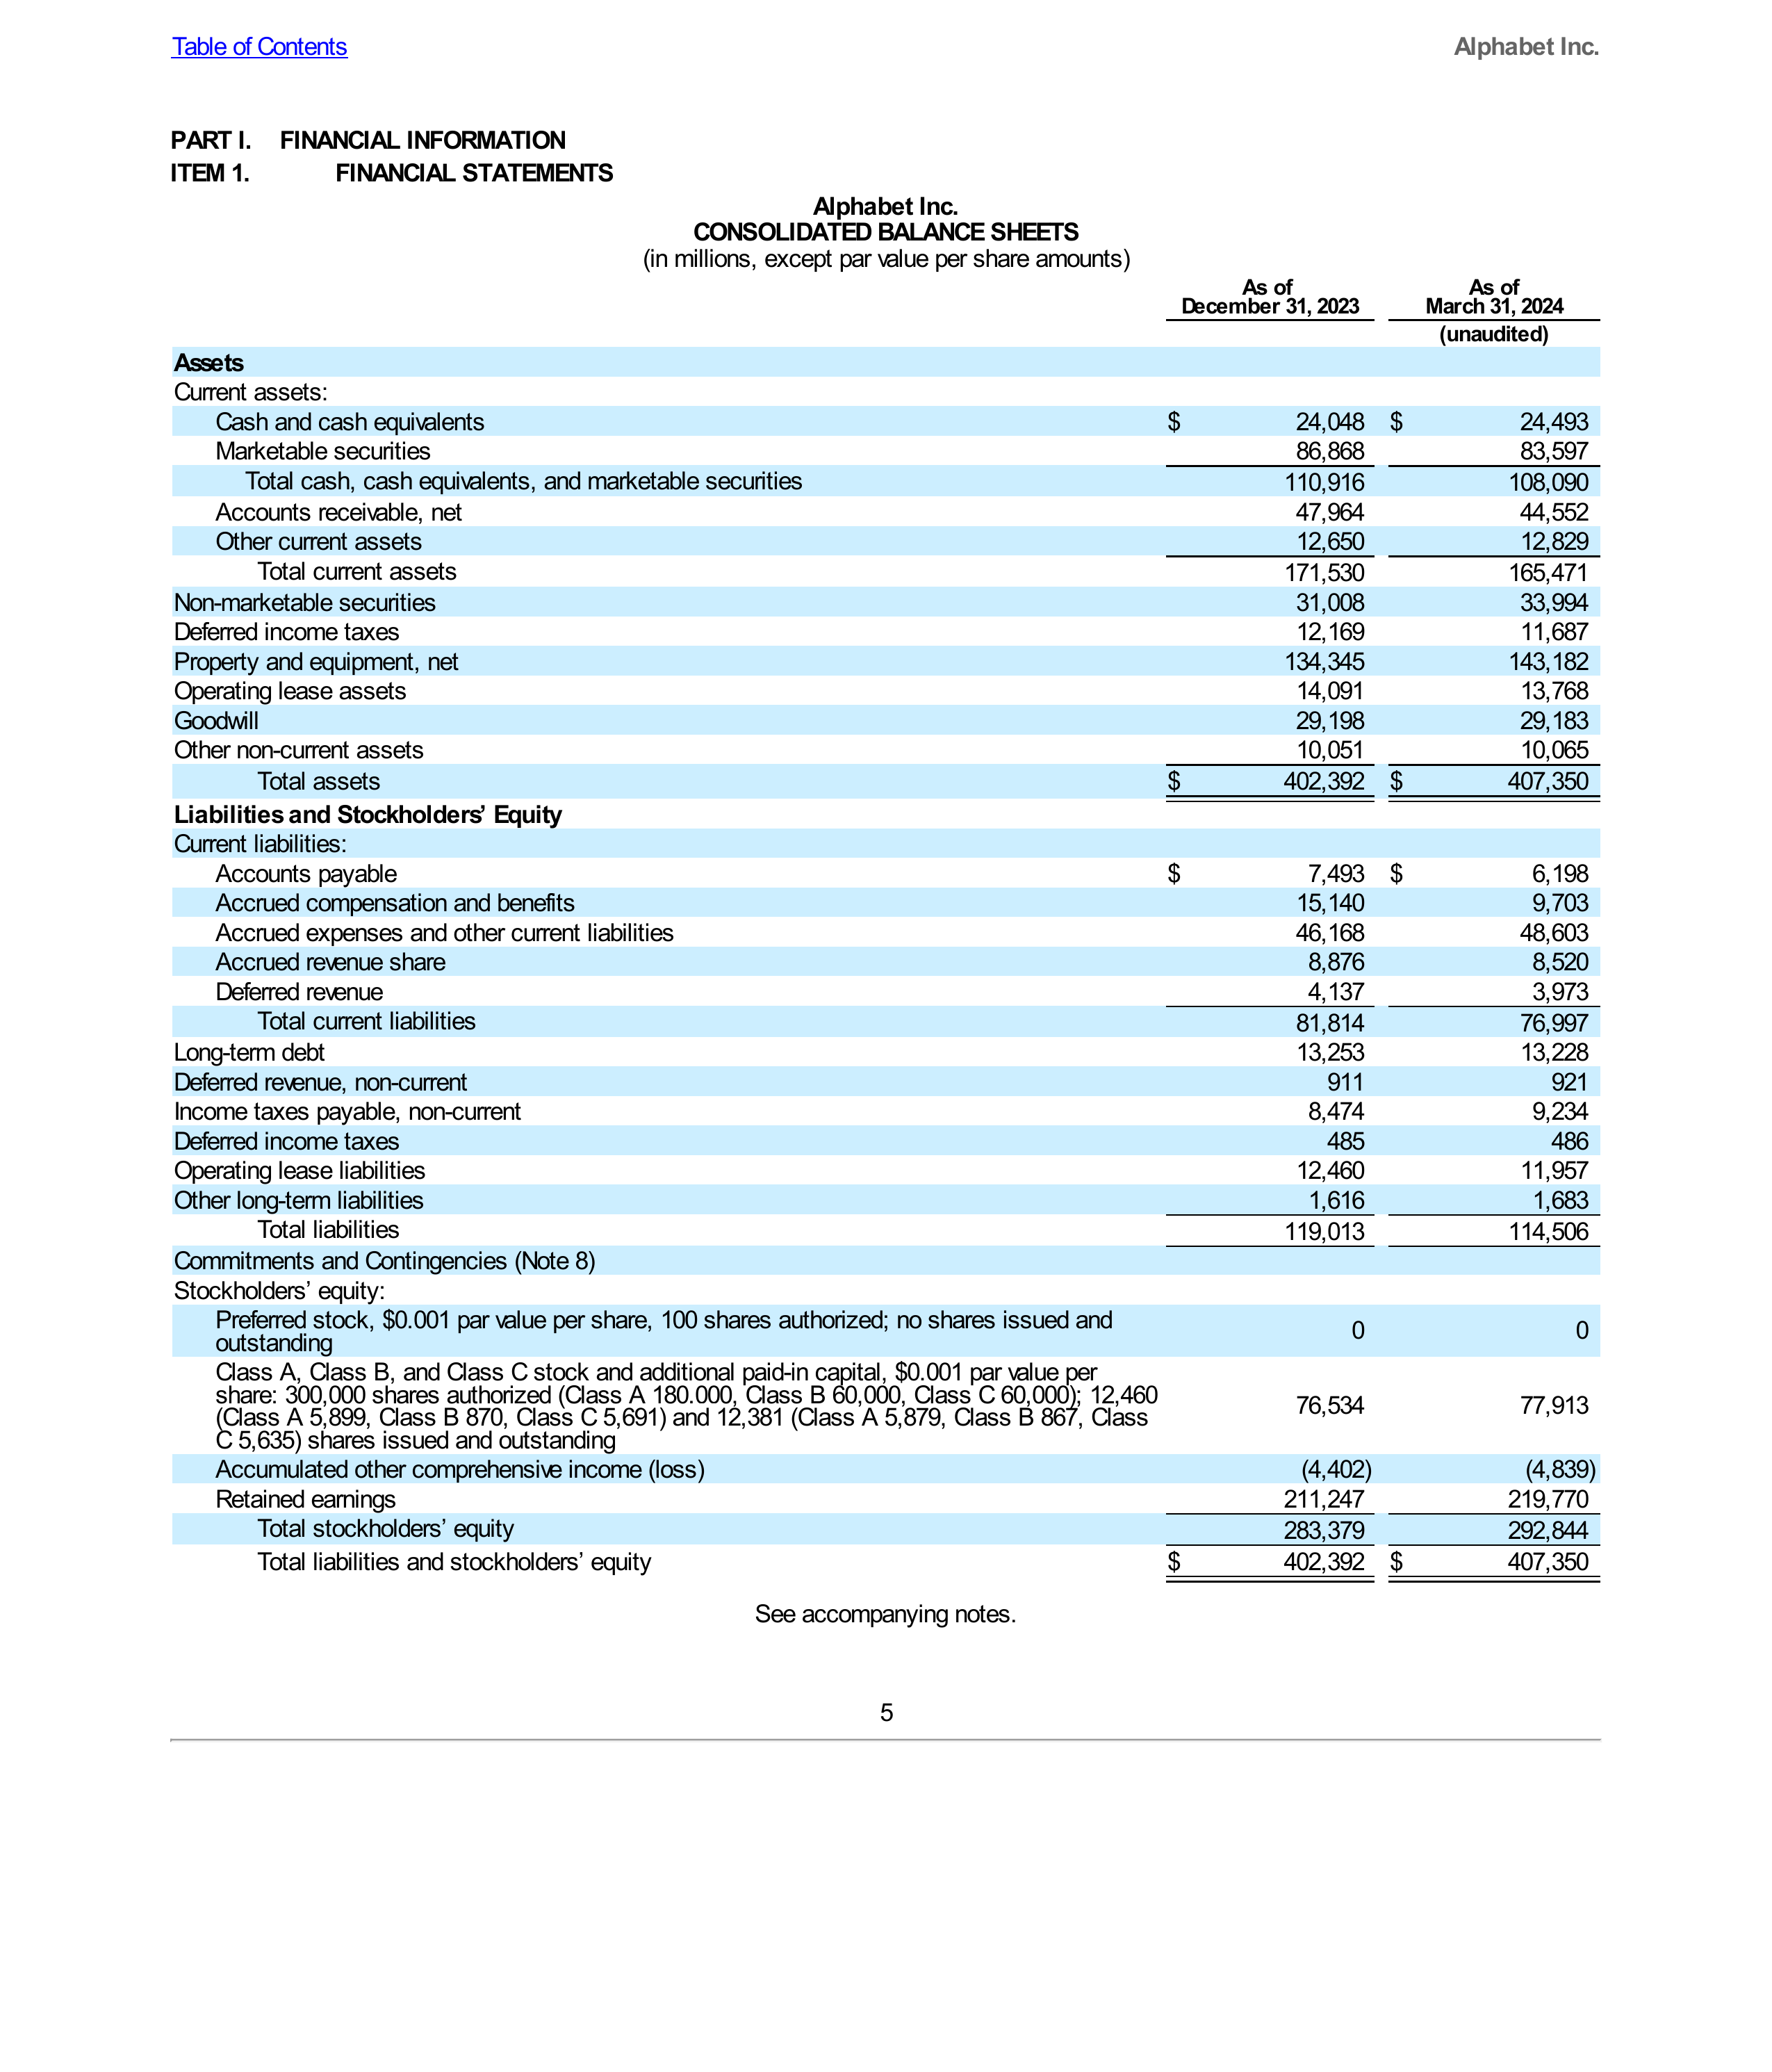 Table of Contents Alphabet Inc.
PART I. FINANCIAL INFORMATION
ITEM 1. FINANCIAL STATEMENTS
Alphabet Inc.
CONSOLIDATED BALANCE SHEETS
(in millions, except par value per share amounts)
As of December 31, 2023 As of March 31, 2024
(unaudited)
Assets
Current assets:
Cash and cash equivalents $ 24,048 $ 24,493
Marketable securities 86,868 83,597
Total cash, cash equivalents, and marketable securities 110,916 108,090
Accounts receivable, net 47,964 44,552
Other current assets 12,650 12,829
Total current assets 171,530 165,471
Non-marketable securities 31,008 33,994
Deferred income taxes 12,169 11,687
Property and equipment, net 134,345 143,182
Operating lease assets 14,091 13,768
Goodwill 29,198 29,183
Other non-current assets 10,051 10,065
Total assets $ 402,392 $ 407,350
Liabilities and Stockholders’ Equity
Current liabilities:
Accounts payable $ 7,493 $ 6,198
Accrued compensation and benefits 15,140 9,703
Accrued expenses and other current liabilities 46,168 48,603
Accrued revenue share 8,876 8,520
Deferred revenue 4,137 3,973
Total current liabilities 81,814 76,997
Long-term debt 13,253 13,228
Deferred revenue, non-current 911 921
Income taxes payable, non-current 8,474 9,234
Deferred income taxes 485 486
Operating lease liabilities 12,460 11,957
Other long-term liabilities 1,616 1,683
Total liabilities 119,013 114,506
Commitments and Contingencies (Note 8)
Stockholders’ equity:
Preferred stock, $0.001 par value per share, 100 shares authorized; no shares issued and
outstanding 0 0
Class A, Class B, and Class C stock and additional paid-in capital, $0.001 par value per
share: 300,000 shares authorized (Class A 180.000, Class B 60,000, Class C 60,000); 12,460
(Class A 5,899, Class B 870, Class C 5,691) and 12,381 (Class A 5,879, Class B 867, Class
C 5,635) shares issued and outstanding 76,534 77,913
Accumulated other comprehensive income (loss) (4,402) (4,839)
Retained earnings 211,247 219,770
Total stockholders’ equity 283,379 292,844
Total liabilities and stockholders’ equity $ 402,392 $ 407,350
See accompanying notes.
5